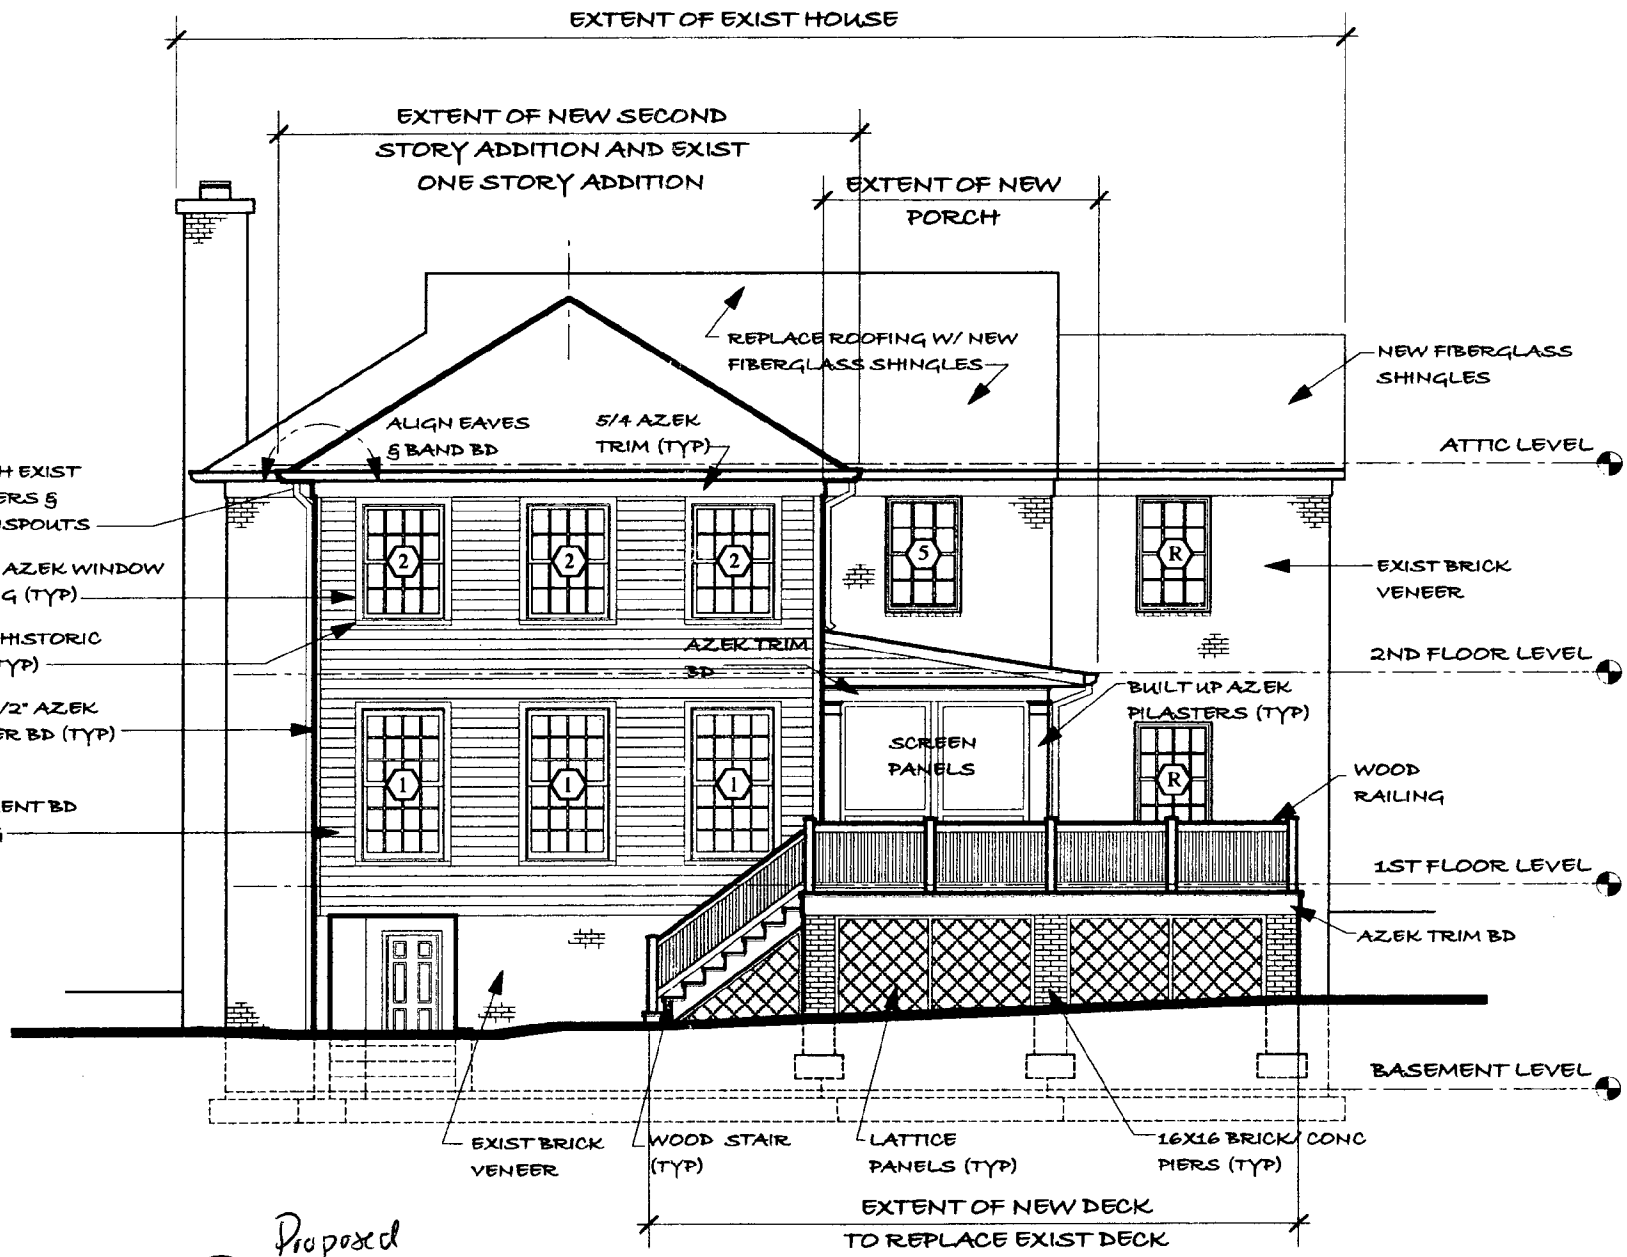 EXTENT OF EXIST HOUSE
EXTENT OF NEW SECOND
STORY ADDITION AND EXIST
ONE STORY ADDITION
EXTENT OF NEW
PORCH
REPLACE ROOFING W/ NEW
FIBERGLASS SHINGLES
NEW FIBERGLASS
SHINGLES
ALIGN EAVES
& BAND BD
5/4 AZEK
TRIM (TYP)
ATTIC LEVEL
H EXIST
ERS &
SPOUTS
2
2
2
5
R
AZEK WINDOW
G (TYP)
EXIST BRICK
VENEER
HISTORIC
TYP)
AZEK TRIM
BD
2ND FLOOR LEVEL
/2" AZEK
ER BD (TYP)
BUILT UP AZEK
PILASTERS (TYP)
SCREEN
PANELS
1
1
1
R
WOOD
RAILING
ENT BD
1ST FLOOR LEVEL
AZEK TRIM BD
BASEMENT LEVEL
EXIST BRICK
VENEER
WOOD STAIR
(TYP)
LATTICE
PANELS (TYP)
16X16 BRICK/ CONC
PIERS (TYP)
EXTENT OF NEW DECK
TO REPLACE EXIST DECK
Proposed